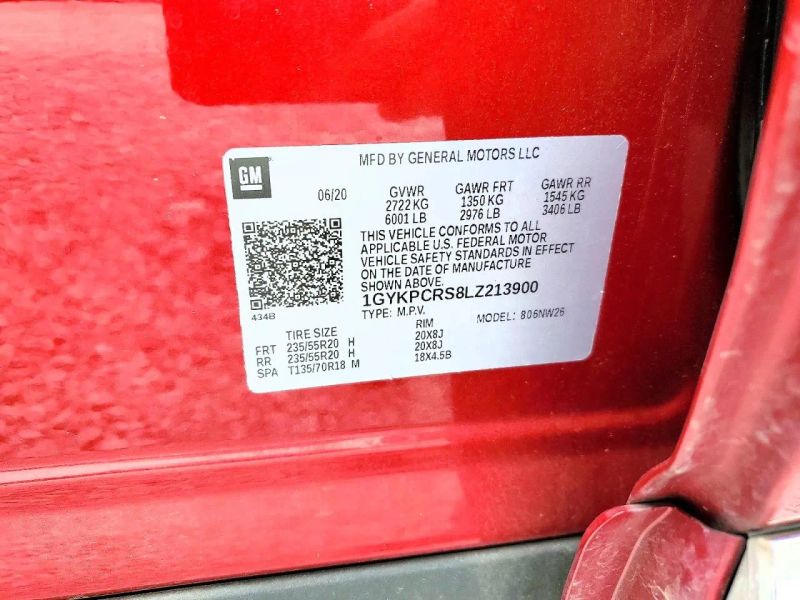 GM
MFD BY GENERAL MOTORS LLC
06/20 GVWR GAWR FRT GAWR RR
2722 KG 1350 KG 1545 KG
6001 LB 2976 LB 3406 LB
THIS VEHICLE CONFORMS TO ALL
APPLICABLE U.S. FEDERAL MOTOR
VEHICLE SAFETY STANDARDS IN EFFECT
ON THE DATE OF MANUFACTURE
SHOWN ABOVE.
1GYKPCRS8LZ213900
434B
TYPE: M.P.V. MODEL: 806NW26
TIRE SIZE RIM
FRT 235/55R20 H 20X8J
RR 235/55R20 H 20X8J
SPA T135/70R18 M 18X4.5B